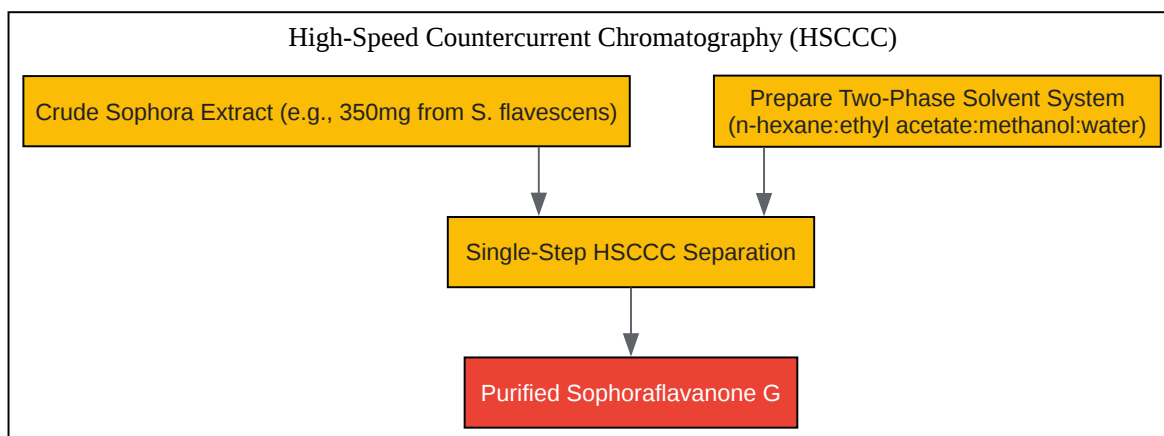 High-Speed Countercurrent Chromatography (HSCCC)
Crude Sophora Extract (e.g., 350mg from S. flavescens)
Prepare Two-Phase Solvent System
(n-hexane:ethyl acetate:methanol:water)
Single-Step HSCCC Separation
Purified Sophoraflavanone G